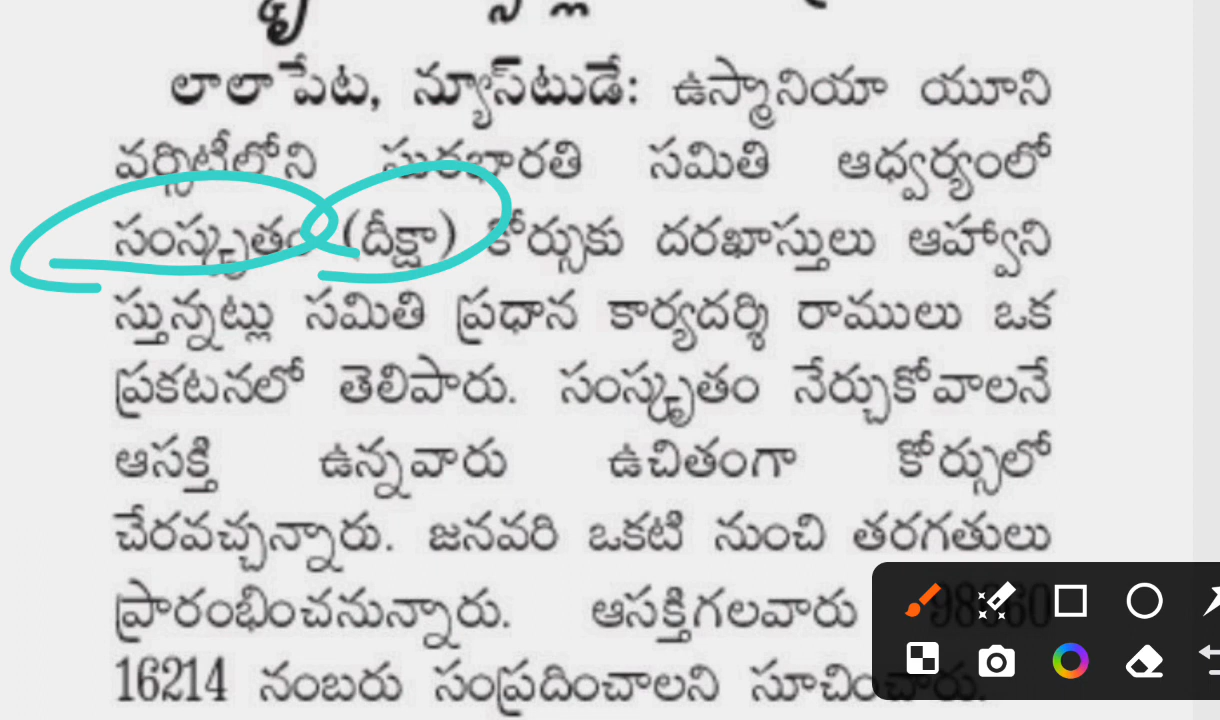 లాలాపేట, న్యూస్‌టుడే: ఉస్మానియా యూని
వర్సిటీలోని సురభారతి సమితి ఆధ్వర్యంలో
సంస్కృతం (దీక్షా) కోర్సుకు దరఖాస్తులు ఆహ్వాని
స్తున్నట్లు సమితి ప్రధాన కార్యదర్శి రాములు ఒక
ప్రకటనలో తెలిపారు. సంస్కృతం నేర్చుకోవాలనే
ఆసక్తి ఉన్నవారు ఉచితంగా కోర్సులో
చేరవచ్చన్నారు. జనవరి ఒకటి నుంచి తరగతులు
ప్రారంభించనున్నారు. ఆసక్తిగలవారు
16214 నంబరు సంప్రదించాలని సూచించారు.